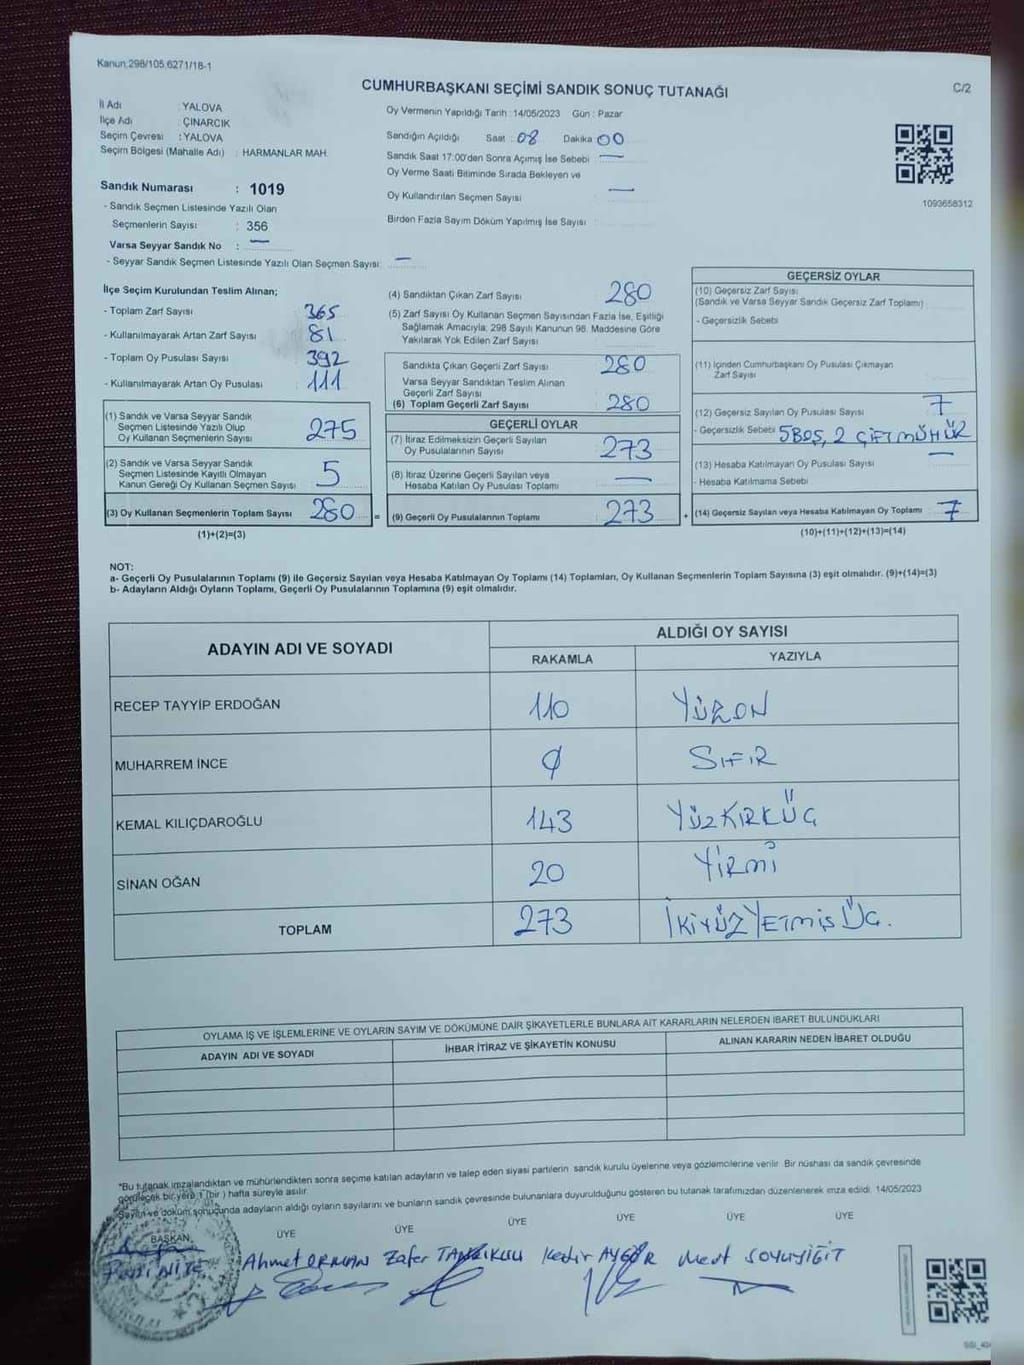 Kanun:298/105,6271/18-1
CUMHURBAŞKANI SEÇİMİ SANDIK SONUÇ TUTANAĞI
C/2
İl Adı : YALOVA
İlçe Adı : ÇINARCIK
Seçim Çevresi : YALOVA
Seçim Bölgesi (Mahalle Adı) : HARMANLAR MAH.
Sandık Numarası : 1019
- Sandık Seçmen Listesinde Yazılı Olan
Seçmenlerin Sayısı : 356
Varsa Seyyar Sandık No : —
- Seyyar Sandık Seçmen Listesinde Yazılı Olan Seçmen Sayısı: —
Oy Vermenin Yapıldığı Tarih : 14/05/2023 Gün : Pazar
Sandığın Açıldığı Saat : 08 Dakika 00
Sandık Saat 17:00'den Sonra Açımış İse Sebebi —
Oy Verme Saati Bitiminde Sırada Bekleyen ve
Oy Kullandırılan Seçmen Sayısı —
Birden Fazla Sayım Döküm Yapılmış İse Sayısı
1093658312
İlçe Seçim Kurulundan Teslim Alınan;
- Toplam Zarf Sayısı 365
- Kullanılmayarak Artan Zarf Sayısı 81
- Toplam Oy Pusulası Sayısı 392
- Kullanılmayarak Artan Oy Pusulası 111
(1) Sandık ve Varsa Seyyar Sandık
Seçmen Listesinde Yazılı Olup
Oy Kullanan Seçmenlerin Sayısı 275
(2) Sandık ve Varsa Seyyar Sandık
Seçmen Listesinde Kayıtlı Olmayan
Kanun Gereği Oy Kullanan Seçmen Sayısı 5
(3) Oy Kullanan Seçmenlerin Toplam Sayısı 280 =
(1)+(2)=(3)
(4) Sandıktan Çıkan Zarf Sayısı 280
(5) Zarf Sayısı Oy Kullanan Seçmen Sayısından Fazla İse, Eşitliği
Sağlamak Amacıyla; 298 Sayılı Kanunun 98. Maddesine Göre
Yakılarak Yok Edilen Zarf Sayısı
Sandıkta Çıkan Geçerli Zarf Sayısı 280
Varsa Seyyar Sandıktan Teslim Alınan
Geçerli Zarf Sayısı
(6) Toplam Geçerli Zarf Sayısı 280
GEÇERLİ OYLAR
(7) İtiraz Edilmeksizin Geçerli Sayılan
Oy Pusulalarının Sayısı 273
(8) İtiraz Üzerine Geçerli Sayılan veya
Hesaba Katılan Oy Pusulası Toplamı —
(9) Geçerli Oy Pusulalarının Toplamı 273 +
GEÇERSİZ OYLAR
(10) Geçersiz Zarf Sayısı
(Sandık ve Varsa Seyyar Sandık Geçersiz Zarf Toplamı)
- Geçersizlik Sebebi
(11) İçinden Cumhurbaşkanı Oy Pusulası Çıkmayan
Zarf Sayısı
(12) Geçersiz Sayılan Oy Pusulası Sayısı 7
- Geçersizlik Sebebi 5 BOŞ, 2 ÇİFT MÜHÜR
(13) Hesaba Katılmayan Oy Pusulası Sayısı —
- Hesaba Katılmama Sebebi
(14) Geçersiz Sayılan veya Hesaba Katılmayan Oy Toplamı 7
(10)+(11)+(12)+(13)=(14)
NOT:
a- Geçerli Oy Pusulalarının Toplamı (9) ile Geçersiz Sayılan veya Hesaba Katılmayan Oy Toplamı (14) Toplamları, Oy Kullanan Seçmenlerin Toplam Sayısına (3) eşit olmalıdır. (9)+(14)=(3)
b- Adayların Aldığı Oyların Toplamı, Geçerli Oy Pusulalarının Toplamına (9) eşit olmalıdır.
ADAYIN ADI VE SOYADI
ALDIĞI OY SAYISI
RAKAMLA YAZIYLA
RECEP TAYYİP ERDOĞAN 110 YÜZON
MUHARREM İNCE 0 SIFIR
KEMAL KILIÇDAROĞLU 143 YÜZKIRKÜÇ
SİNAN OĞAN 20 YİRMİ
TOPLAM 273 İKİYÜZYETMİŞÜÇ.
OYLAMA İŞ VE İŞLEMLERİNE VE OYLARIN SAYIM VE DÖKÜMÜNE DAİR ŞİKAYETLERLE BUNLARA AİT KARARLARIN NELERDEN İBARET BULUNDUKLARI
ADAYIN ADI VE SOYADI İHBAR İTİRAZ VE ŞİKAYETİN KONUSU ALINAN KARARIN NEDEN İBARET OLDUĞU
*Bu tutanak imzalandıktan ve mühürlendikten sonra seçime katılan adayların ve talep eden siyasi partilerin sandık kurulu üyelerine veya gözlemcilerine verilir. Bir nüshası da sandık çevresinde
görülecek bir yere 1 (bir) hafta süreyle asılır.
Sayım ve döküm sonucunda adayların aldığı oyların sayılarını ve bunların sandık çevresinde bulunanlara duyurulduğunu gösteren bu tutanak tarafımızdan düzenlenerek imza edildi. 14/05/2023
BAŞKAN ÜYE ÜYE ÜYE ÜYE ÜYE ÜYE
Ahmet ORMAN Zafer Kadir AYGÖR Mert SOYUYİĞİT